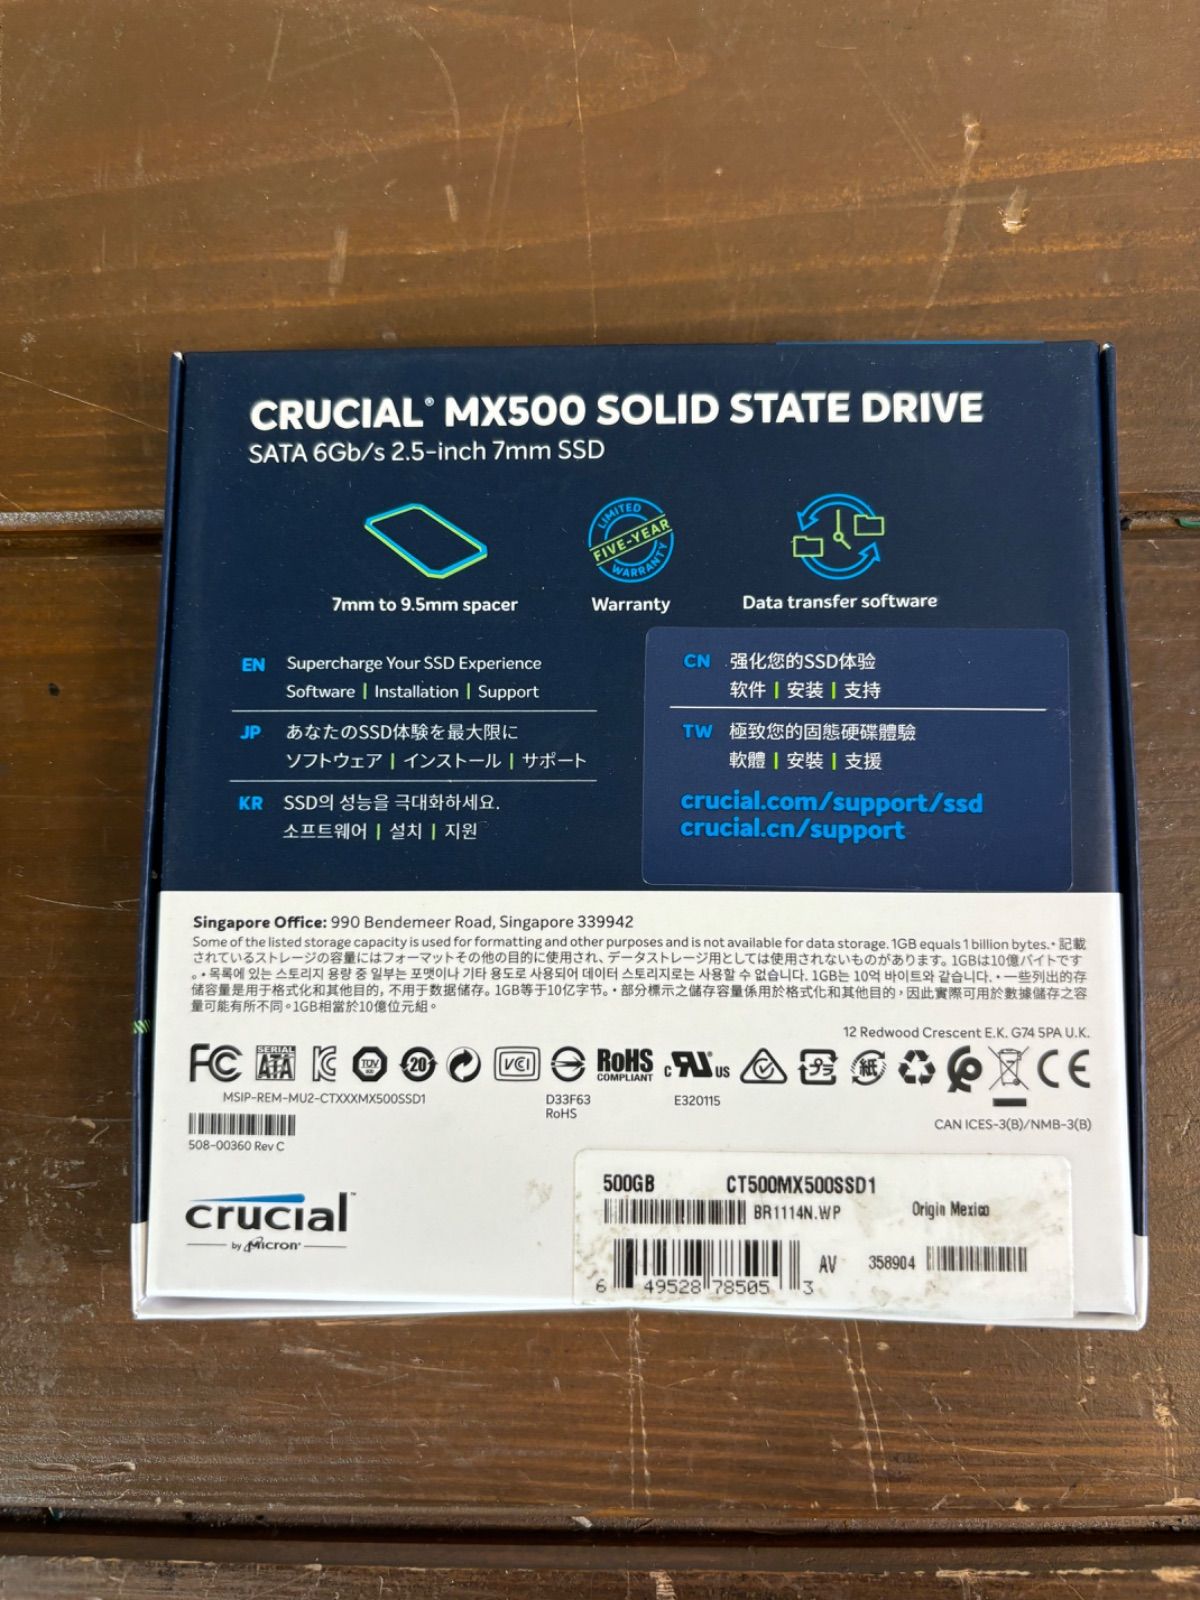 CRUCIAL® MX500 SOLID STATE DRIVE
SATA 6Gb/s 2.5-inch 7mm SSD
LIMITED
FIVE-YEAR
WARRANTY
7mm to 9.5mm spacer
Warranty
Data transfer software
EN Supercharge Your SSD Experience
Software | Installation | Support
JP あなたのSSD体験を最大限に
ソフトウェア | インストール | サポート
KR SSD의 성능을 극대화하세요.
소프트웨어 | 설치 | 지원
CN 强化您的SSD体验
软件 | 安装 | 支持
TW 極致您的固態硬碟體驗
軟體 | 安裝 | 支援
crucial.com/support/ssd
crucial.cn/support
Singapore Office: 990 Bendemeer Road, Singapore 339942
Some of the listed storage capacity is used for formatting and other purposes and is not available for data storage. 1GB equals 1 billion bytes. • 記載
されているストレージの容量にはフォーマットその他の目的に使用され、データストレージ用としては使用できないものがあります。1GBは10億バイトです
。• 목록에 있는 스토리지 용량 중 일부는 포맷이나 기타 용도로 사용되어 데이터 스토리지로는 사용할 수 없습니다. 1GB는 10억 바이트와 같습니다. • 一些列出的存
储容量是用于格式化和其他目的，不用于数据储存。1GB等于10亿字节。• 部分標示之儲存容量係用於格式化和其他目的，因此實際可用於數據儲存之容
量可能有所不同。1GB相當於10億位元組。
12 Redwood Crescent E.K. G74 5PA U.K.
FC SERIAL ATA KC TÜV 20 VCI RoHS COMPLIANT c RU® US プラ 紙 CE
MSIP-REM-MU2-CTXXXMX500SSD1
D33F63
RoHS
E320115
CAN ICES-3(B)/NMB-3(B)
508-00360 Rev C
crucial™
by Micron®
500GB CT500MX500SSD1
BR1114N.WP Origin Mexico
AV 358904
6 49528 78505 3